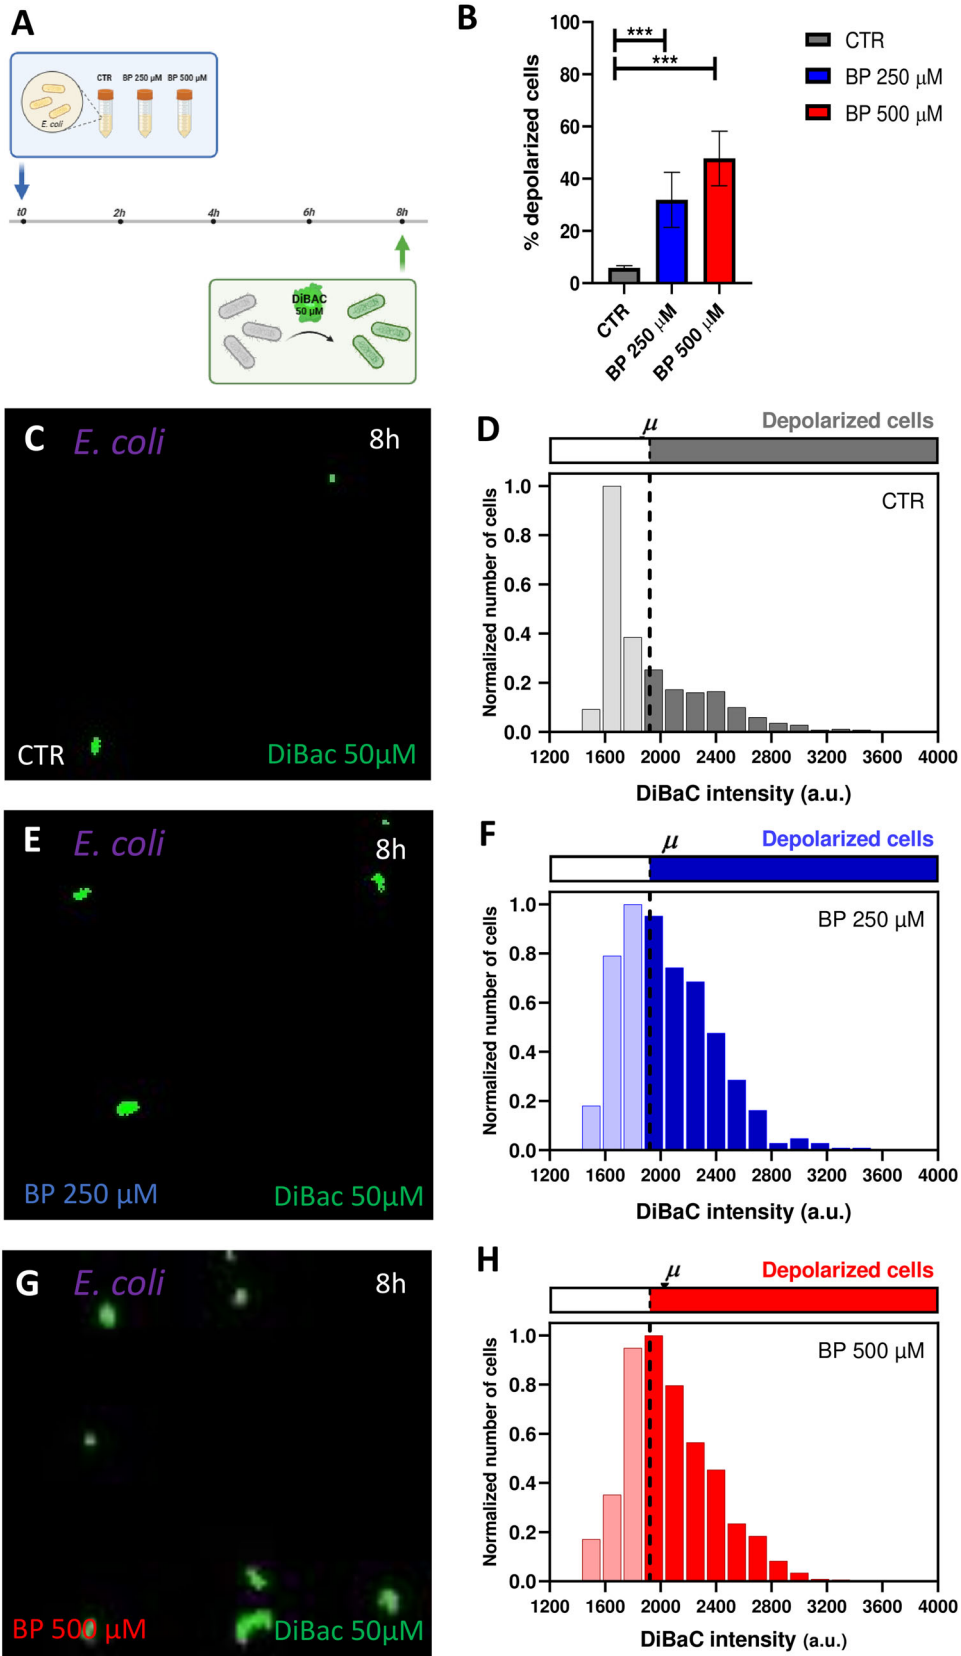 A
CTR BP 250 µM BP 500 µM
E. coli
t0 2h 4h 6h 8h
DiBAC
50 µM
B
% depolarized cells
100
80
60
40
20
0
***
***
CTR
BP 250 µM
BP 500 µM
CTR
BP 250 µM
BP 500 µM
C E. coli 8h
CTR DiBac 50µM
D
µ Depolarized cells
CTR
Normalized number of cells
1.0
0.8
0.6
0.4
0.2
0.0
1200 1600 2000 2400 2800 3200 3600 4000
DiBaC intensity (a.u.)
E E. coli 8h
BP 250 µM DiBac 50µM
F
µ Depolarized cells
BP 250 µM
Normalized number of cells
1.0
0.8
0.6
0.4
0.2
0.0
1200 1600 2000 2400 2800 3200 3600 4000
DiBaC intensity (a.u.)
G E. coli 8h
BP 500 µM DiBac 50µM
H
µ Depolarized cells
BP 500 µM
Normalized number of cells
1.0
0.8
0.6
0.4
0.2
0.0
1200 1600 2000 2400 2800 3200 3600 4000
DiBaC intensity (a.u.)